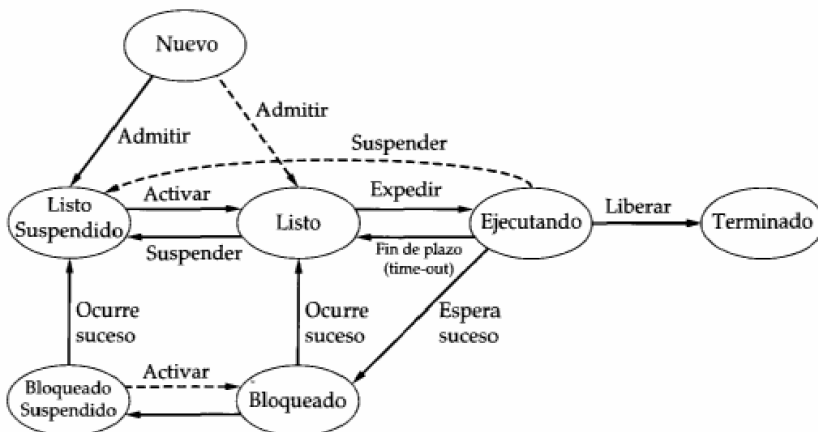 Nuevo
Admitir
Admitir
Suspender
Listo
Suspendido
Activar
Suspender
Listo
Expedir
Fin de plazo
(time-out)
Ejecutando
Liberar
Terminado
Ocurre
suceso
Ocurre
suceso
Espera
suceso
Bloqueado
Suspendido
Activar
Bloqueado